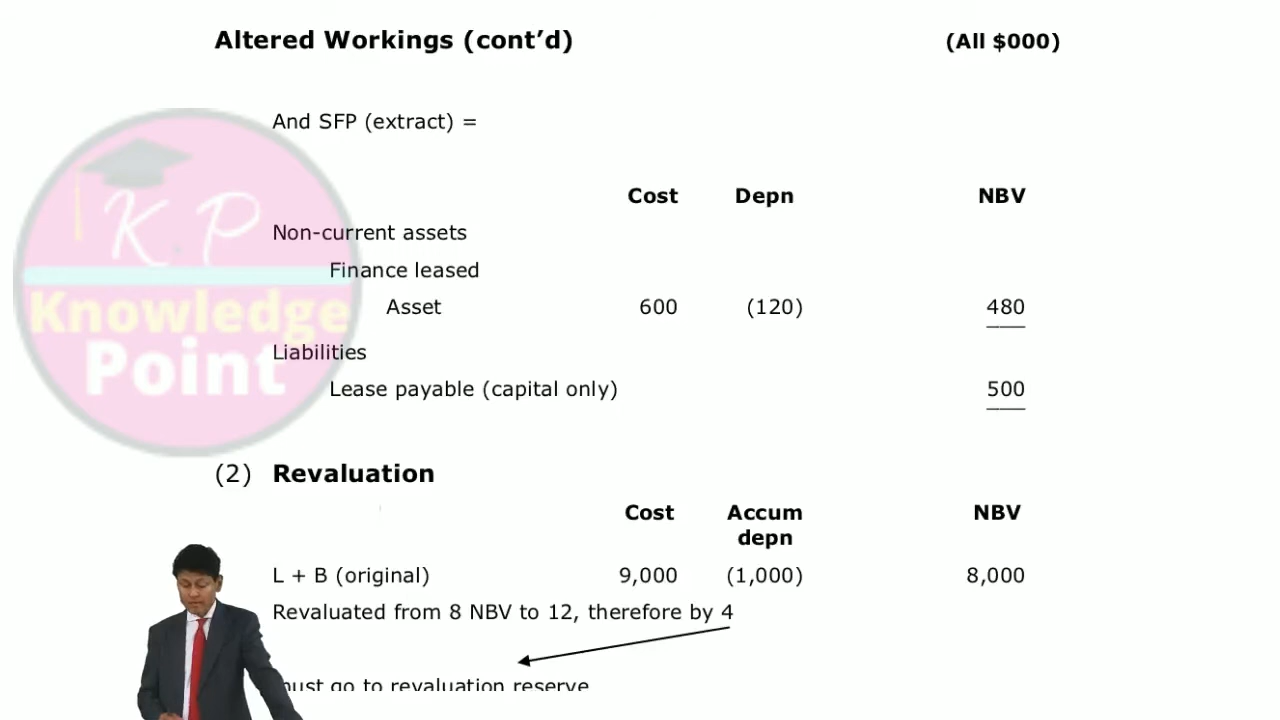 Altered Workings (cont’d) (All $000)
And SFP (extract) =
Cost Depn NBV
Non-current assets
Finance leased
Asset 600 (120) 480
Liabilities
Lease payable (capital only) 500
K.P
Knowledge
Point
(2) Revaluation
Cost Accum depn NBV
L + B (original) 9,000 (1,000) 8,000
Revaluated from 8 NBV to 12, therefore by 4
must go to revaluation reserve